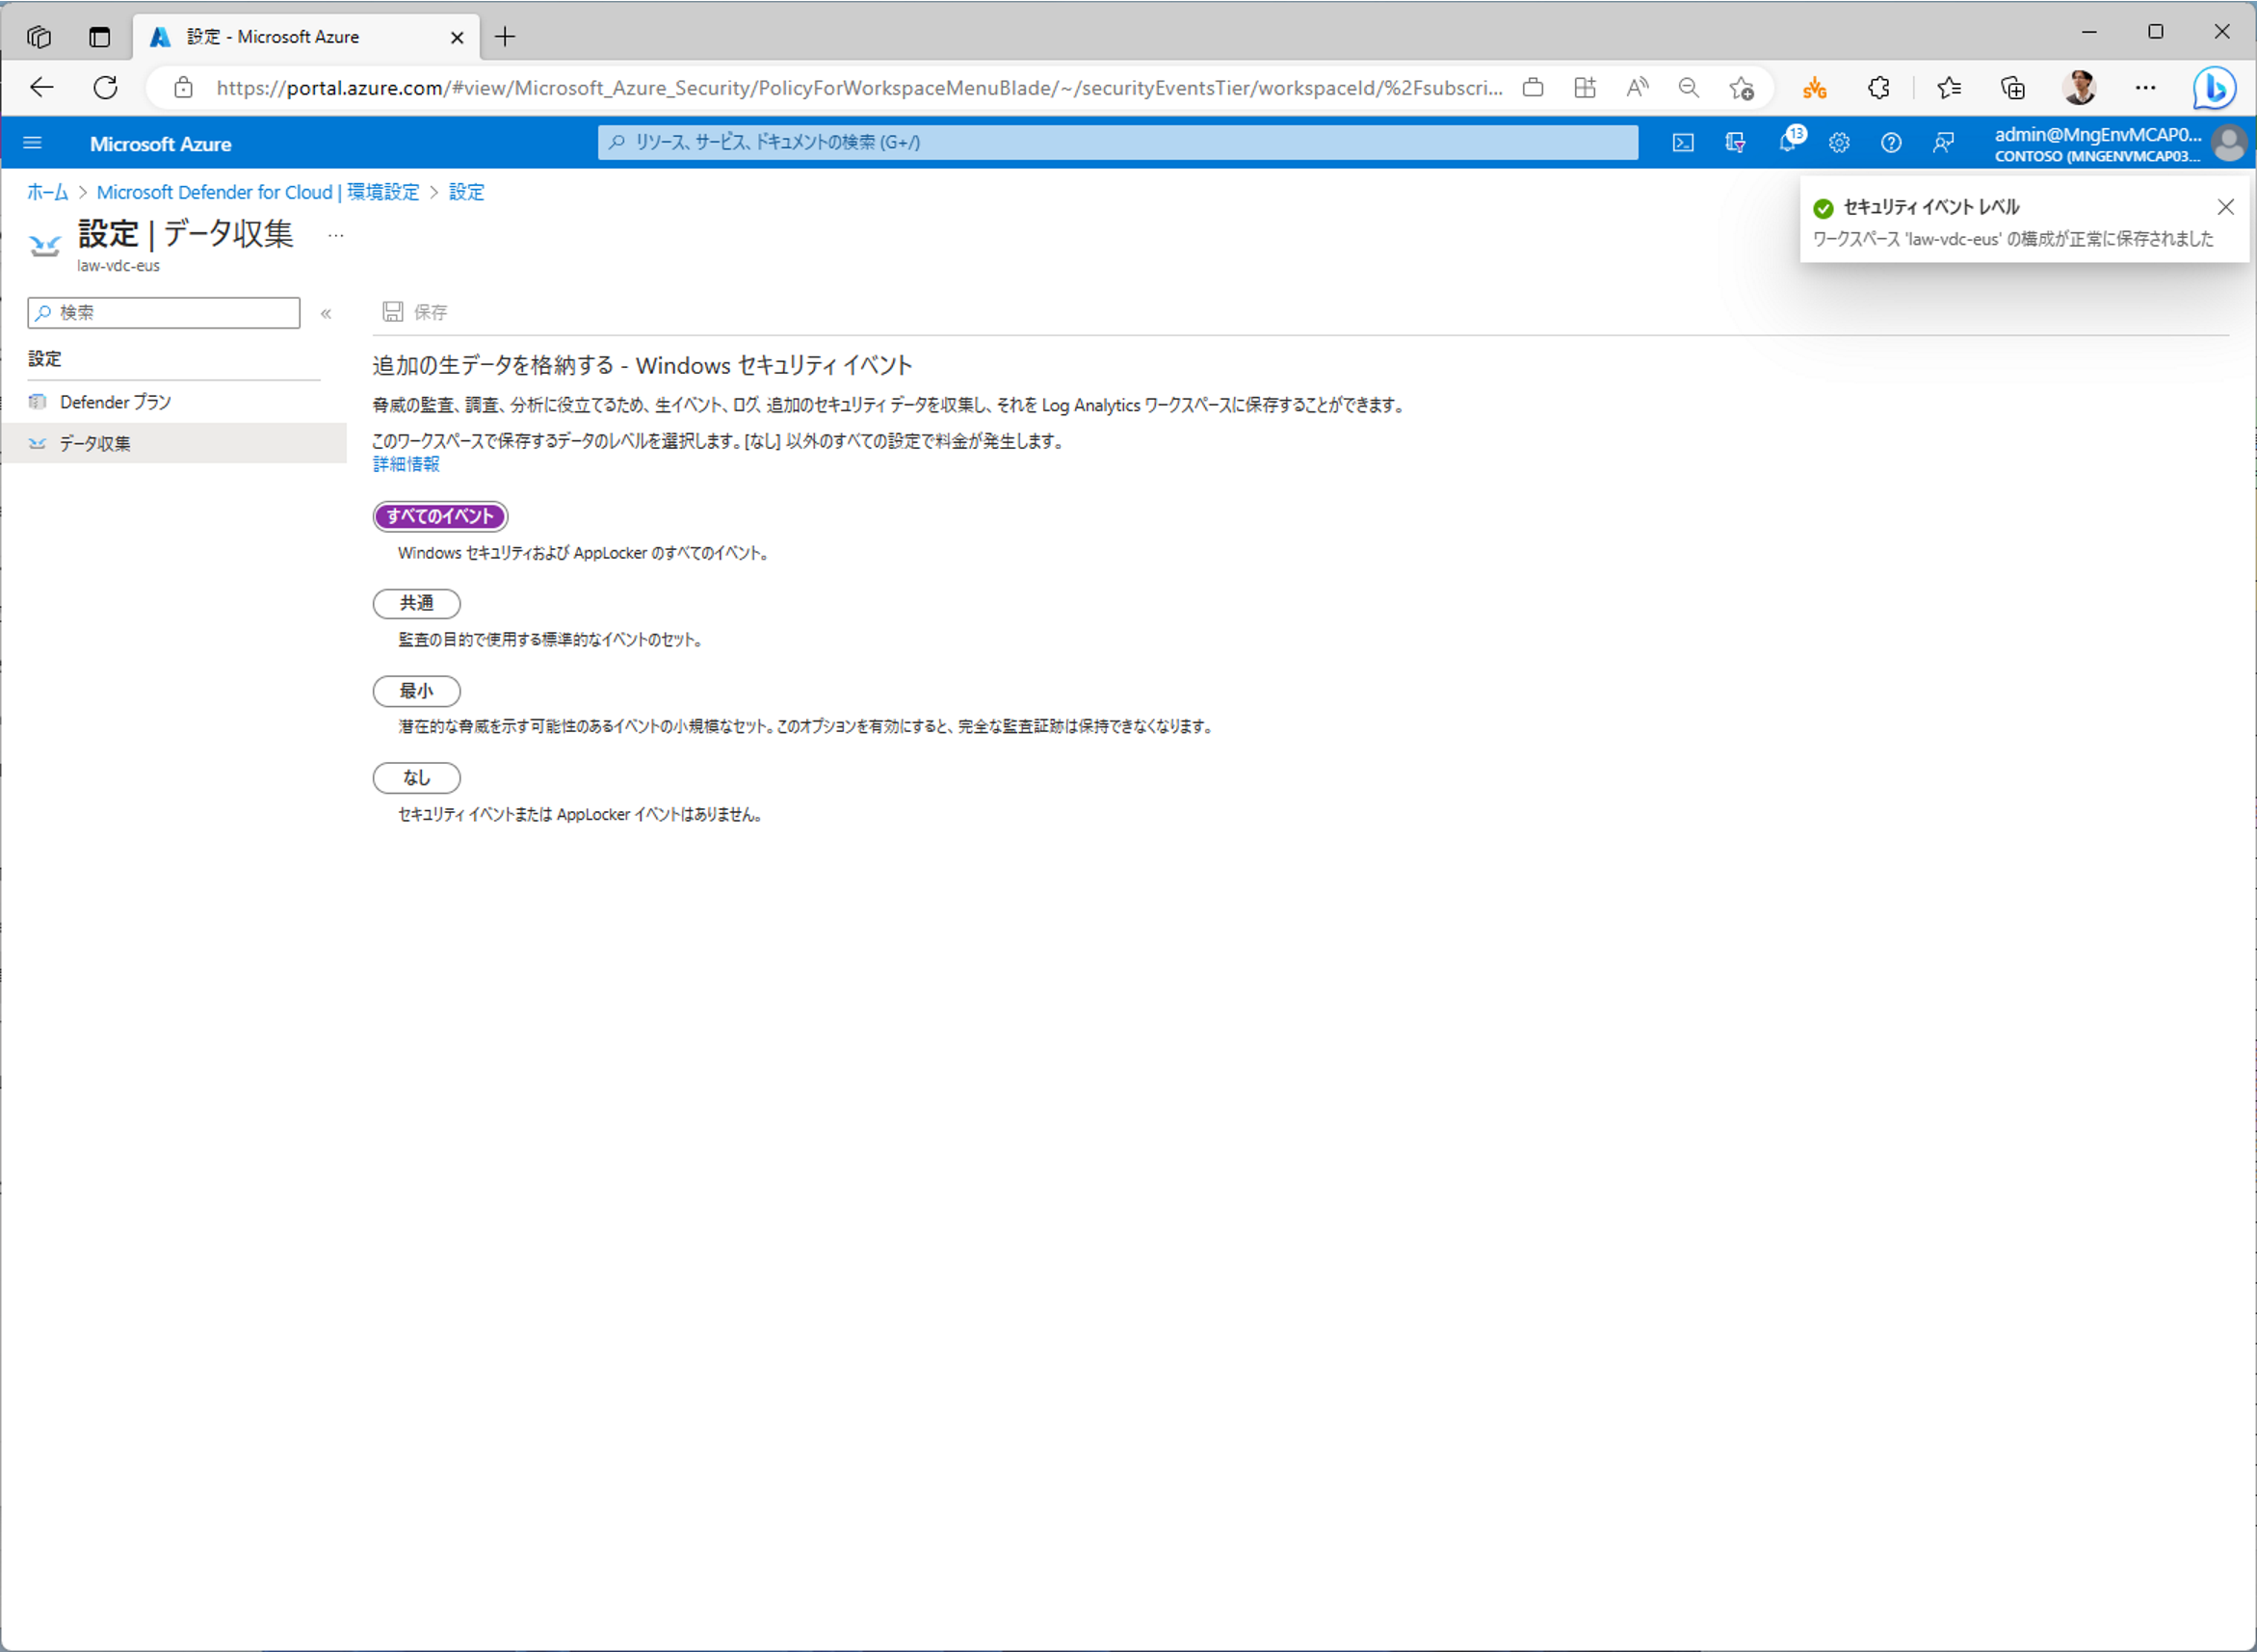 設定 - Microsoft Azure
https://portal.azure.com/#view/Microsoft_Azure_Security/PolicyForWorkspaceMenuBlade/~/securityEventsTier/workspaceId/%2Fsubscri...
Microsoft Azure
リソース、サービス、ドキュメントの検索 (G+/)
13
admin@MngEnvMCAP0...
CONTOSO (MNGENVMCAP03...
ホーム > Microsoft Defender for Cloud | 環境設定 > 設定
設定 | データ収集 ...
law-vdc-eus
セキュリティ イベント レベル
ワークスペース 'law-vdc-eus' の構成が正常に保存されました
検索
«
保存
設定
Defender プラン
データ収集
追加の生データを格納する - Windows セキュリティ イベント
脅威の監査、調査、分析に役立てるため、生イベント、ログ、追加のセキュリティ データを収集し、それを Log Analytics ワークスペースに保存することができます。
このワークスペースで保存するデータのレベルを選択します。[なし] 以外のすべての設定で料金が発生します。
詳細情報
すべてのイベント
Windows セキュリティおよび AppLocker のすべてのイベント。
共通
監査の目的で使用する標準的なイベントのセット。
最小
潜在的な脅威を示す可能性のあるイベントの小規模なセット。このオプションを有効にすると、完全な監査証跡は保持できなくなります。
なし
セキュリティ イベントまたは AppLocker イベントはありません。